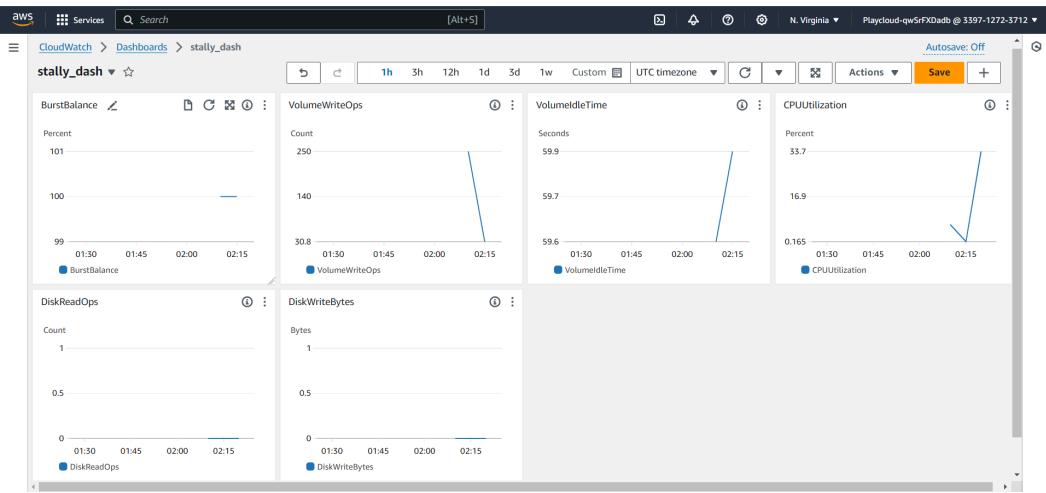 aws Services Search [Alt+S] N. Virginia Playcloud-qwSrFXDadb @ 3397-1272-3712
CloudWatch > Dashboards > stally_dash Autosave: Off
stally_dash 1h 3h 12h 1d 3d 1w Custom UTC timezone Actions Save
BurstBalance
Percent
101
100
99
01:30 01:45 02:00 02:15
BurstBalance
VolumeWriteOps
Count
250
140
30.8
01:30 01:45 02:00 02:15
VolumeWriteOps
VolumeIdleTime
Seconds
59.9
59.7
59.6
01:30 01:45 02:00 02:15
VolumeIdleTime
CPUUtilization
Percent
33.7
16.9
0.165
01:30 01:45 02:00 02:15
CPUUtilization
DiskReadOps
Count
1
0.5
0
01:30 01:45 02:00 02:15
DiskReadOps
DiskWriteBytes
Bytes
1
0.5
0
01:30 01:45 02:00 02:15
DiskWriteBytes